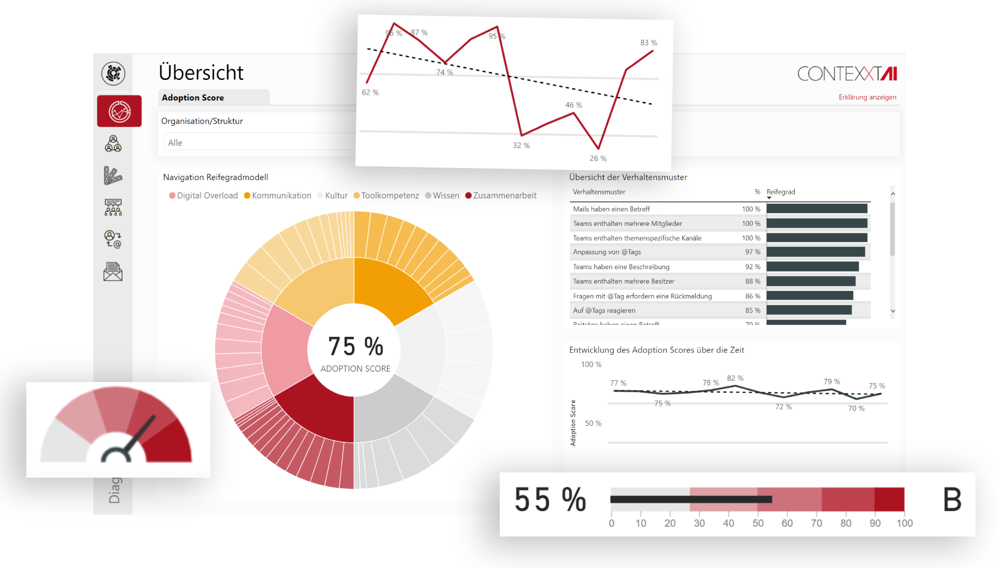 96 %
87 %
95 %
83 %
74 %
62 %
46 %
32 %
26 %
Übersicht
CONTEXXTAI
Adoption Score
Erklärung anzeigen
Organisation/Struktur
Alle
Navigation Reifegradmodell
Digital Overload Kommunikation Kultur Toolkompetenz Wissen Zusammenarbeit
75 %
ADOPTION SCORE
Übersicht der Verhaltensmuster
Verhaltensmuster % Reifegrad
Mails haben einen Betreff 100 %
Teams enthalten mehrere Mitglieder 100 %
Teams enthalten themenspezifische Kanäle 100 %
Anpassung von @Tags 97 %
Teams haben eine Beschreibung 92 %
Teams enthalten mehrere Besitzer 88 %
Fragen mit @Tag erfordern eine Rückmeldung 86 %
Auf @Tags reagieren 85 %
Beiträge haben einen Betreff 79 %
Entwicklung des Adoption Scores über die Zeit
100 %
77 %
78 %
82 %
79 %
75 %
75 %
72 %
70 %
50 %
Adoption Score
Diag
55 %
B
0 10 20 30 40 50 60 70 80 90 100